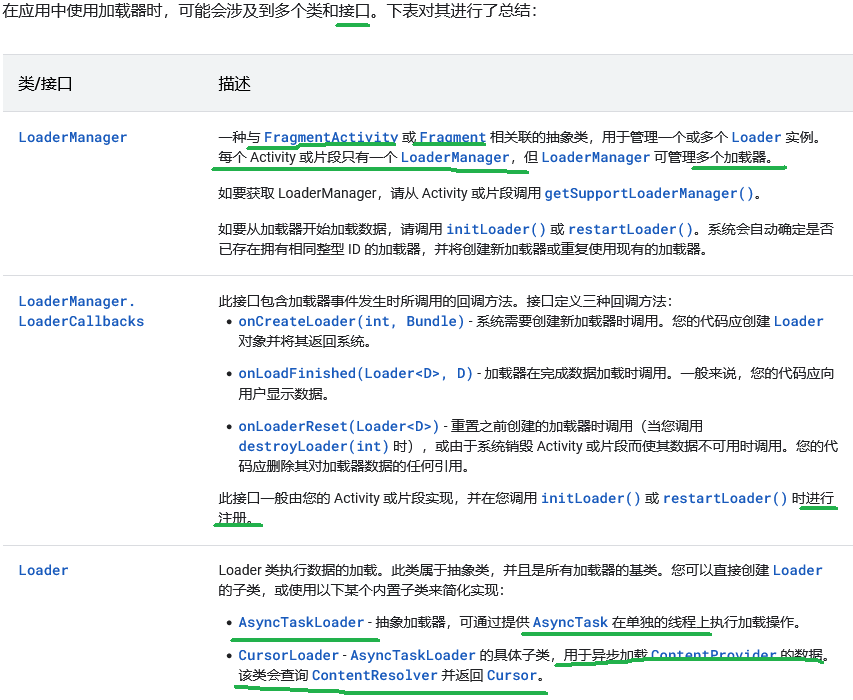 在应用中使用加载器时，可能会涉及到多个类和接口。下表对其进行了总结：
类/接口
描述
LoaderManager
一种与 FragmentActivity 或 Fragment 相关联的抽象类，用于管理一个或多个 Loader 实例。
每个 Activity 或片段只有一个 LoaderManager，但 LoaderManager 可管理多个加载器。
如要获取 LoaderManager，请从 Activity 或片段调用 getSupportLoaderManager()。
如要从加载器开始加载数据，请调用 initLoader() 或 restartLoader()。系统会自动确定是否
已存在拥有相同整型 ID 的加载器，并将创建新加载器或重复使用现有的加载器。
LoaderManager.
LoaderCallbacks
此接口包含加载器事件发生时所调用的回调方法。接口定义三种回调方法：
• onCreateLoader(int, Bundle) - 系统需要创建新加载器时调用。您的代码应创建 Loader
对象并将其返回系统。
• onLoadFinished(Loader<D>, D) - 加载器在完成数据加载时调用。一般来说，您的代码应向
用户显示数据。
• onLoaderReset(Loader<D>) - 重置之前创建的加载器时调用（当您调用
destroyLoader(int) 时），或由于系统销毁 Activity 或片段而使其数据不可用时调用。您的代
码应删除其对加载器数据的任何引用。
此接口一般由您的 Activity 或片段实现，并在您调用 initLoader() 或 restartLoader() 时进行
注册。
Loader
Loader 类执行数据的加载。此类属于抽象类，并且是所有加载器的基类。您可以直接创建 Loader
的子类，或使用以下某个内置子类来简化实现：
• AsyncTaskLoader - 抽象加载器，可通过提供 AsyncTask 在单独的线程上执行加载操作。
• CursorLoader - AsyncTaskLoader 的具体子类，用于异步加载 ContentProvider 的数据。
该类会查询 ContentResolver 并返回 Cursor。